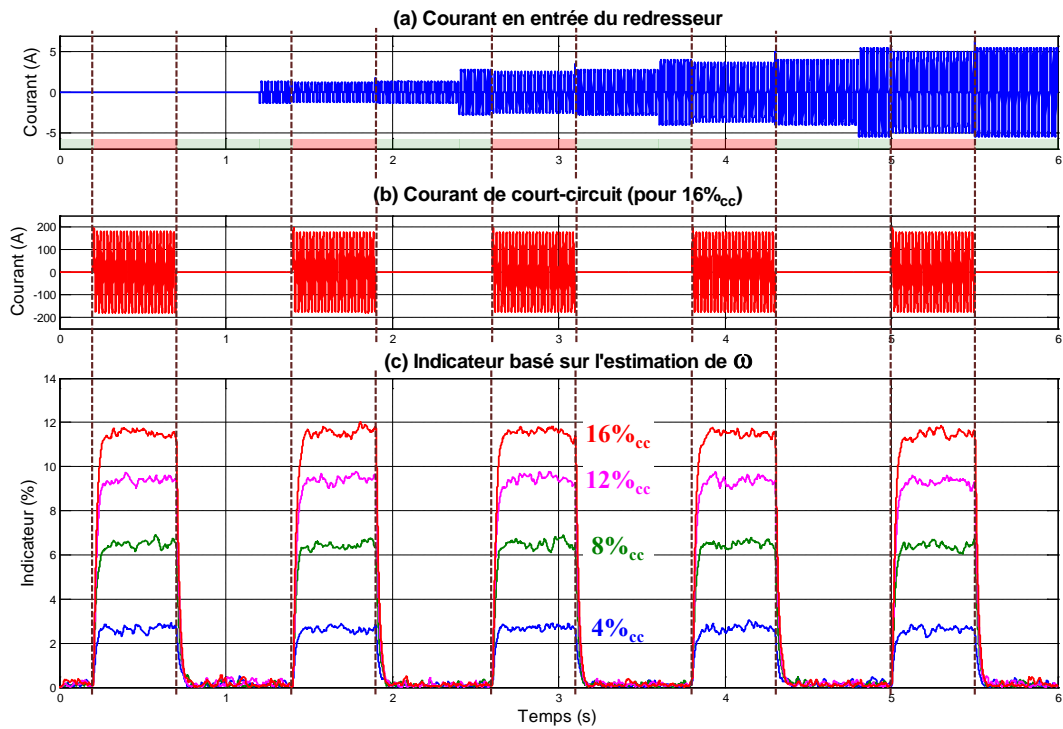 (a) Courant en entrée du redresseur
Courant (A)
5
0
-5
0 1 2 3 4 5 6
(b) Courant de court-circuit (pour 16%cc)
Courant (A)
200
100
0
-100
-200
0 1 2 3 4 5 6
(c) Indicateur basé sur l'estimation de ω
Indicateur (%)
14
12
10
8
6
4
2
0
16%cc
12%cc
8%cc
4%cc
0 1 2 3 4 5 6
Temps (s)